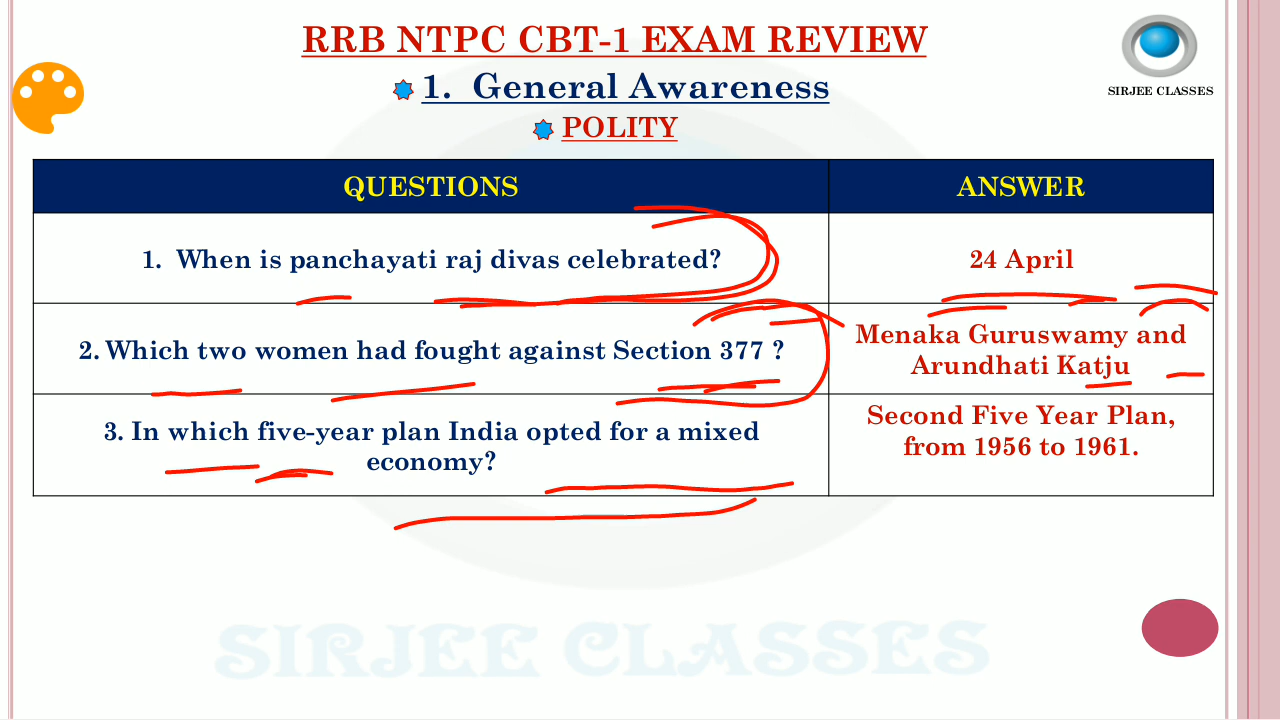 RRB NTPC CBT-1 EXAM REVIEW
1. General Awareness
SIRJEE CLASSES
POLITY
QUESTIONS
ANSWER
1. When is panchayati raj divas celebrated?
24 April
2. Which two women had fought against Section 377 ?
Menaka Guruswamy and
Arundhati Katju
3. In which five-year plan India opted for a mixed
economy?
Second Five Year Plan,
from 1956 to 1961.
SIRJEE CLASSES